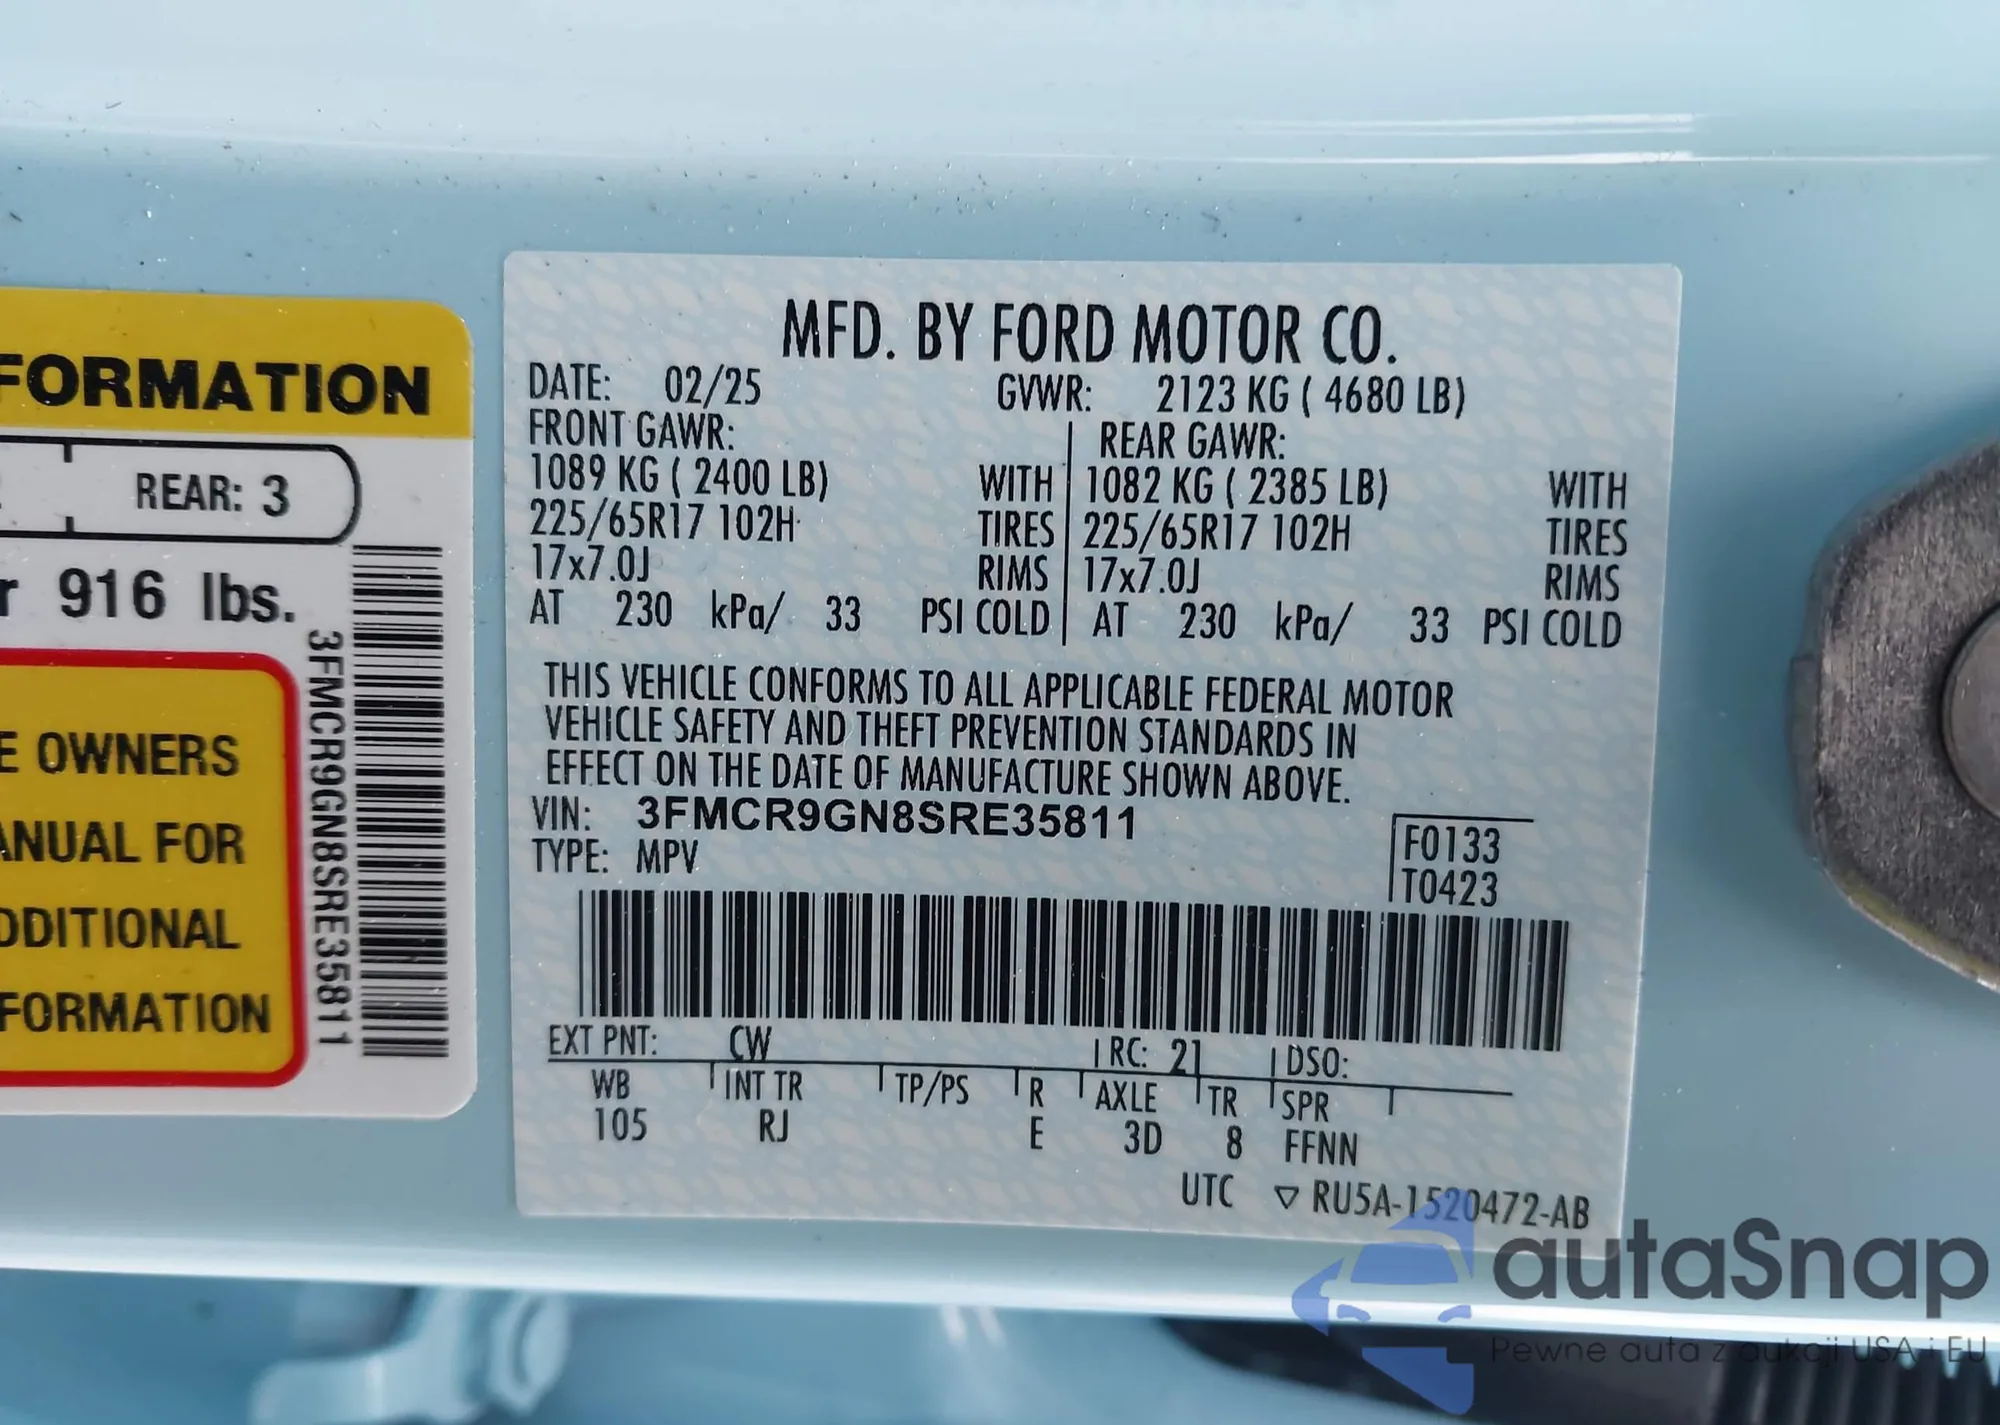 FORMATION
REAR: 3
916 lbs.
E OWNERS
ANUAL FOR
DDITIONAL
FORMATION
3FMCR9GN8SRE35811
MFD. BY FORD MOTOR CO.
DATE: 02/25 GVWR: 2123 KG ( 4680 LB)
FRONT GAWR: REAR GAWR:
1089 KG ( 2400 LB) WITH 1082 KG ( 2385 LB) WITH
225/65R17 102H TIRES 225/65R17 102H TIRES
17x7.0J RIMS 17x7.0J RIMS
AT 230 kPa/ 33 PSI COLD AT 230 kPa/ 33 PSI COLD
THIS VEHICLE CONFORMS TO ALL APPLICABLE FEDERAL MOTOR
VEHICLE SAFETY AND THEFT PREVENTION STANDARDS IN
EFFECT ON THE DATE OF MANUFACTURE SHOWN ABOVE.
VIN: 3FMCR9GN8SRE35811
TYPE: MPV
F0133
T0423
EXT PNT: CW RC: 21 DSO:
WB INT TR TP/PS R AXLE TR SPR
105 RJ E 3D 8 FFNN
UTC ▽ RU5A-1520472-AB
autaSnap
Pewne auta z aukcji USA i EU